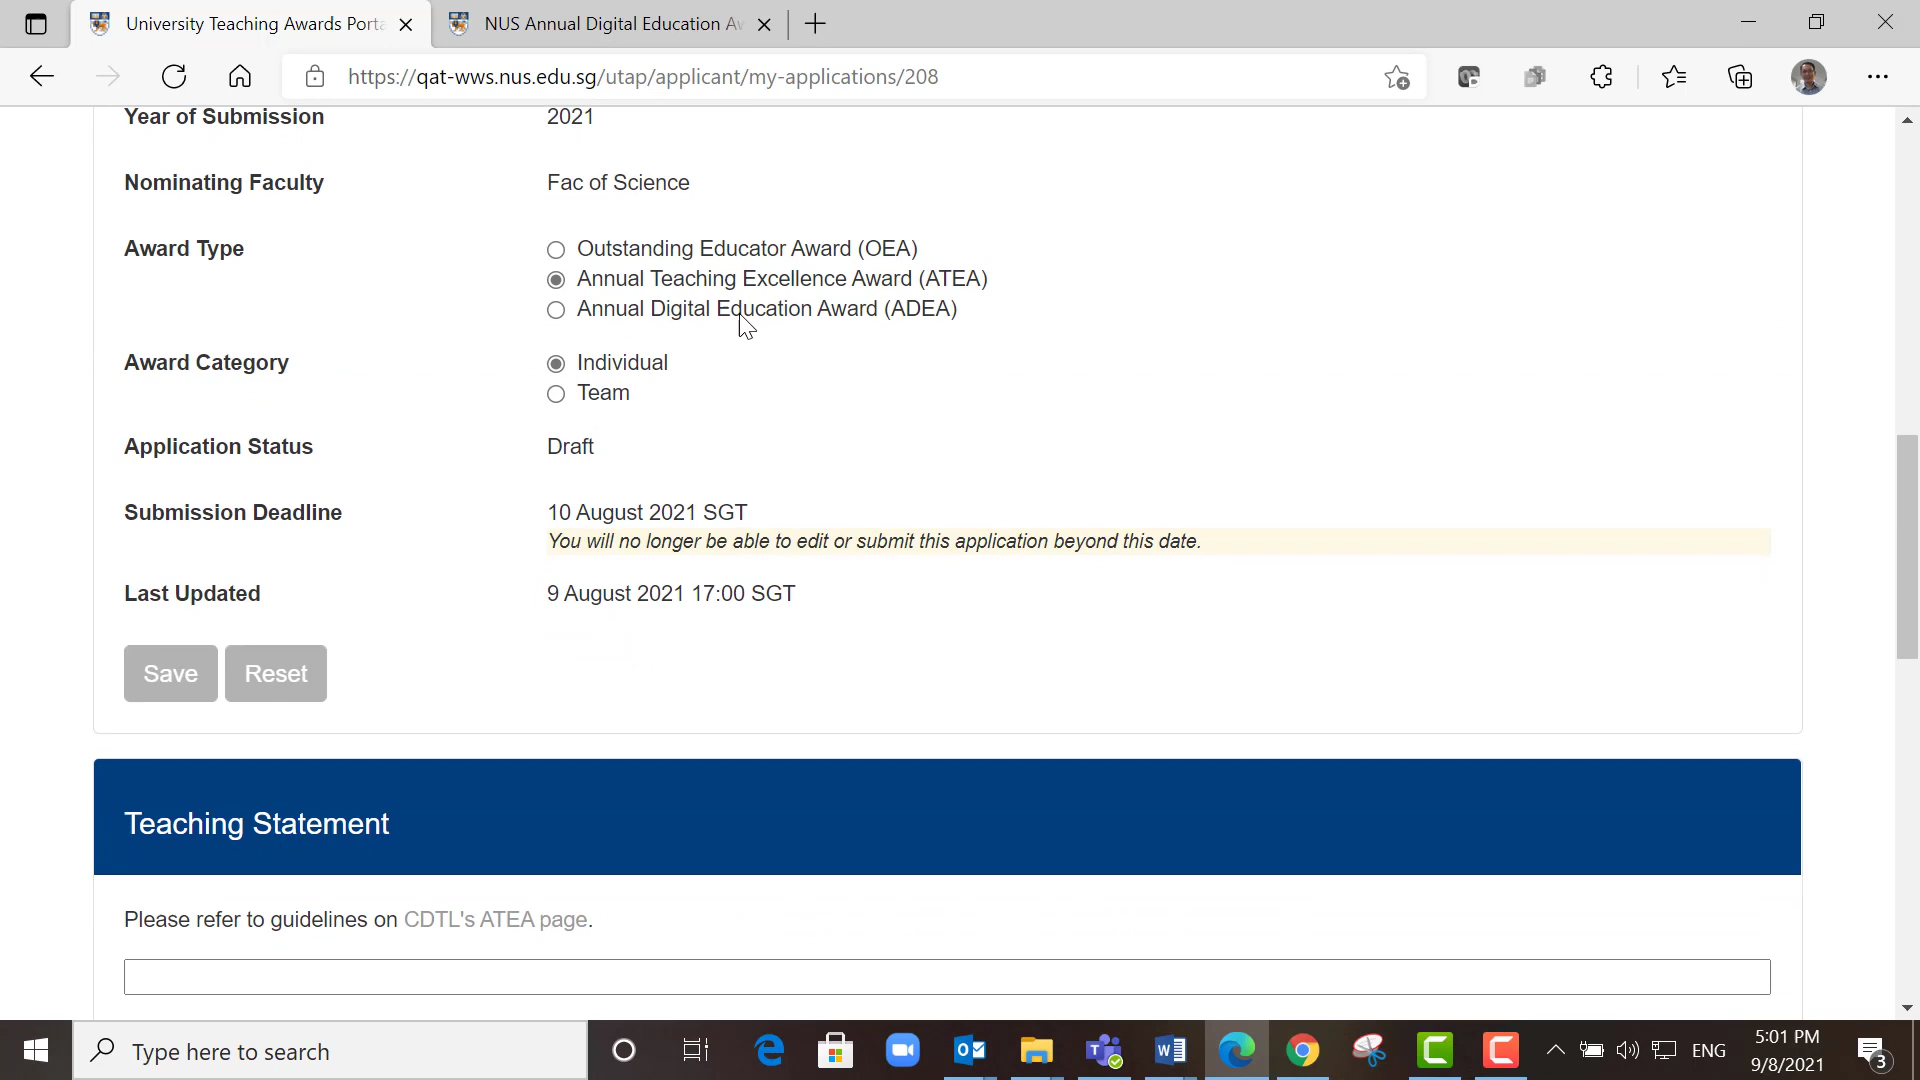 University Teaching Awards Porta
NUS Annual Digital Education Aw
https://qat-wws.nus.edu.sg/utap/applicant/my-applications/208
Year of Submission 2021
Nominating Faculty Fac of Science
Award Type Outstanding Educator Award (OEA)
Annual Teaching Excellence Award (ATEA)
Annual Digital Education Award (ADEA)
Award Category Individual
Team
Application Status Draft
Submission Deadline 10 August 2021 SGT
You will no longer be able to edit or submit this application beyond this date.
Last Updated 9 August 2021 17:00 SGT
Save Reset
Teaching Statement
Please refer to guidelines on CDTL's ATEA page.
Type here to search
ENG
5:01 PM
9/8/2021
3